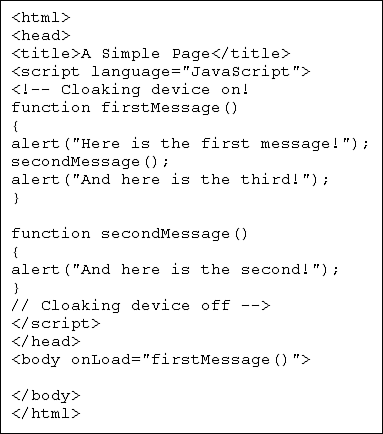 <html>
<head>
<title>A Simple Page</title>
<script language="JavaScript">
<!-- Cloaking device on!
function firstMessage()
{
alert("Here is the first message!");
secondMessage();
alert("And here is the third!");
}

function secondMessage()
{
alert("And here is the second!");
}
// Cloaking device off -->
</script>
</head>
<body onLoad="firstMessage()">

</body>
</html>